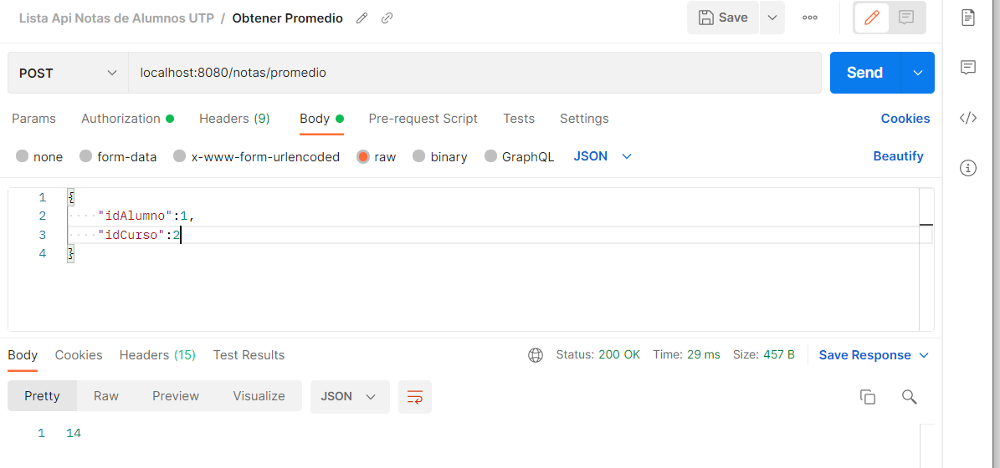 Lista Api Notas de Alumnos UTP / Obtener Promedio
Save
POST
localhost:8080/notas/promedio
Send
Params Authorization Headers (9) Body Pre-request Script Tests Settings Cookies
none form-data x-www-form-urlencoded raw binary GraphQL JSON Beautify
1 {
2 "idAlumno":1,
3 "idCurso":2
4 }
Body Cookies Headers (15) Test Results Status: 200 OK Time: 29 ms Size: 457 B Save Response
Pretty Raw Preview Visualize JSON
1 14